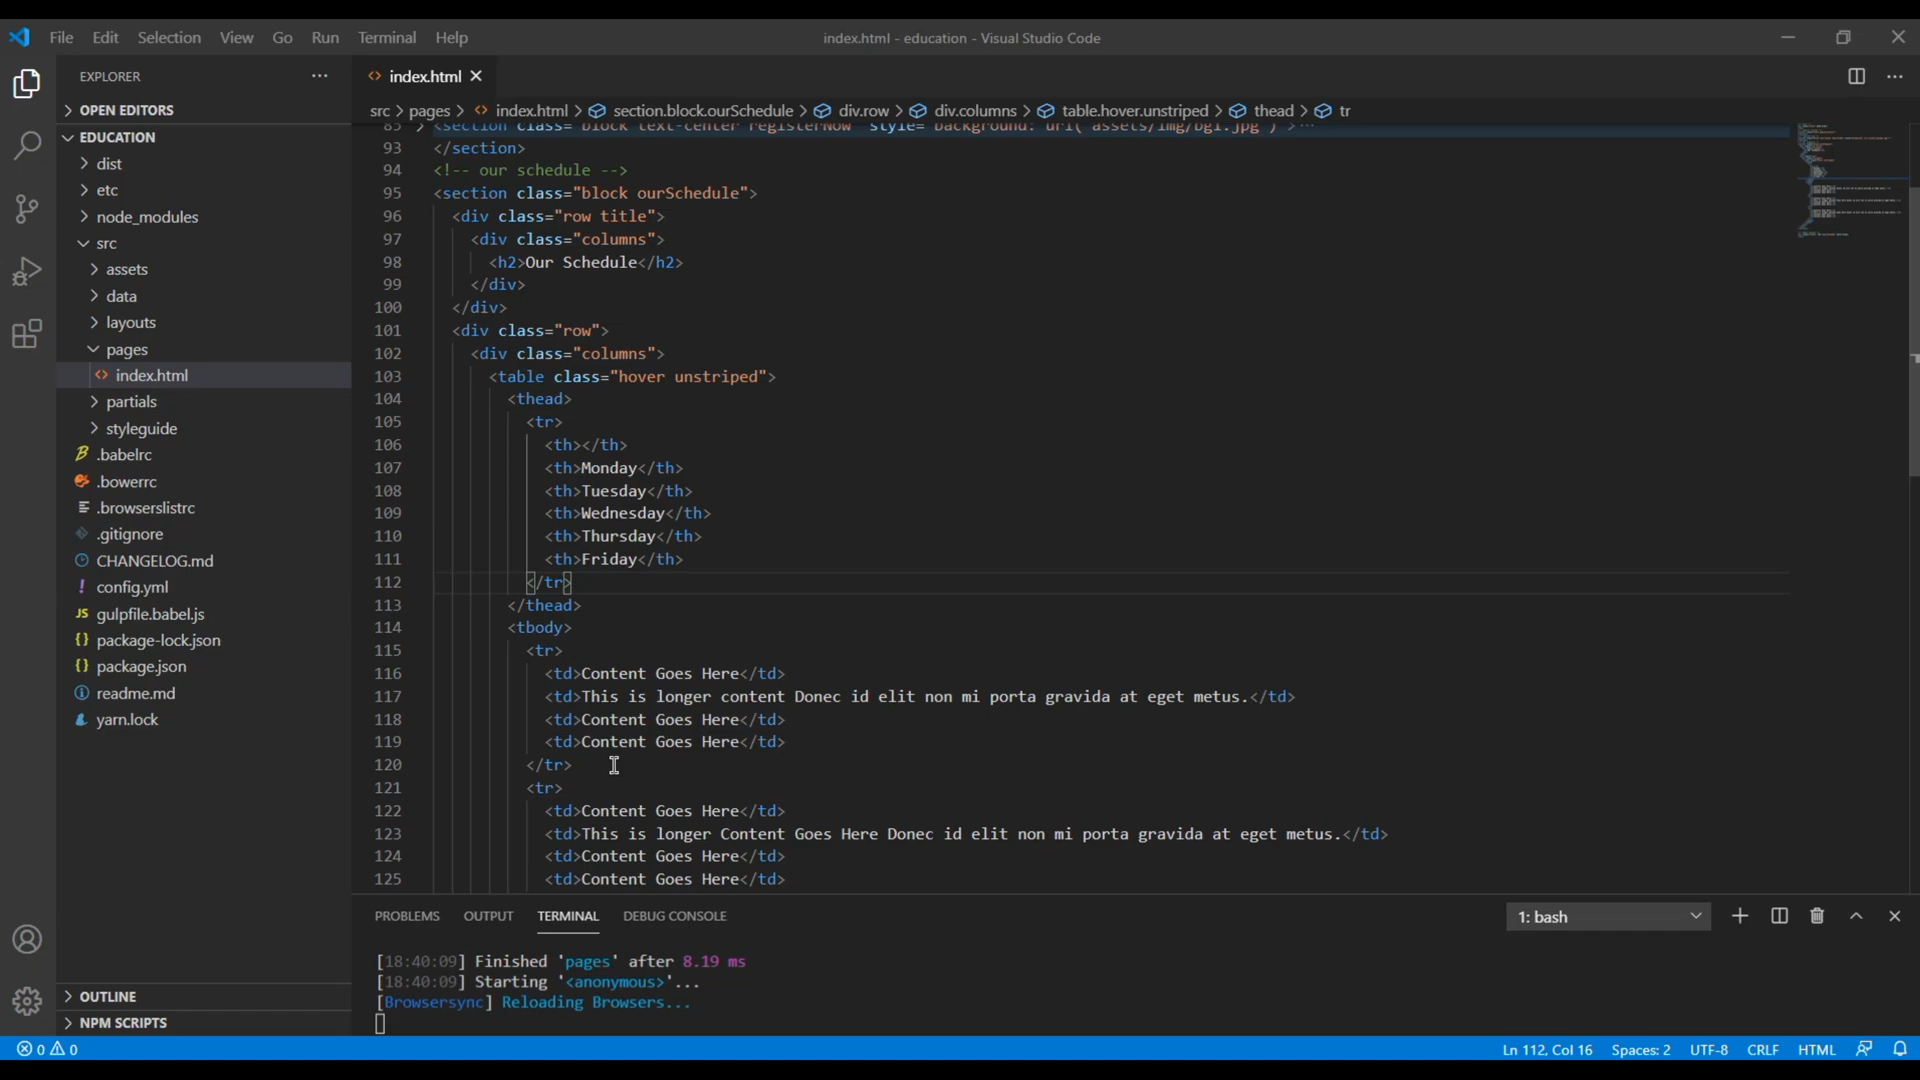 File Edit Selection View Go Run Terminal Help
index.html - education - Visual Studio Code
EXPLORER
index.html
OPEN EDITORS
EDUCATION
dist
etc
node_modules
src
assets
data
layouts
pages
index.html
partials
styleguide
.babelrc
.bowerrc
.browserslistrc
.gitignore
CHANGELOG.md
config.yml
gulpfile.babel.js
package-lock.json
package.json
readme.md
yarn.lock
OUTLINE
NPM SCRIPTS
src > pages > index.html > section.block.ourSchedule > div.row > div.columns > table.hover.unstriped > thead > tr
93 </section>
94 <!-- our schedule -->
95 <section class="block ourSchedule">
96 <div class="row title">
97 <div class="columns">
98 <h2>Our Schedule</h2>
99 </div>
100 </div>
101 <div class="row">
102 <div class="columns">
103 <table class="hover unstriped">
104 <thead>
105 <tr>
106 <th></th>
107 <th>Monday</th>
108 <th>Tuesday</th>
109 <th>Wednesday</th>
110 <th>Thursday</th>
111 <th>Friday</th>
112 </tr>
113 </thead>
114 <tbody>
115 <tr>
116 <td>Content Goes Here</td>
117 <td>This is longer content Donec id elit non mi porta gravida at eget metus.</td>
118 <td>Content Goes Here</td>
119 <td>Content Goes Here</td>
120 </tr>
121 <tr>
122 <td>Content Goes Here</td>
123 <td>This is longer Content Goes Here Donec id elit non mi porta gravida at eget metus.</td>
124 <td>Content Goes Here</td>
125 <td>Content Goes Here</td>
PROBLEMS OUTPUT TERMINAL DEBUG CONSOLE
1: bash
[18:40:09] Finished 'pages' after 8.19 ms
[18:40:09] Starting '<anonymous>'...
[Browsersync] Reloading Browsers...
0 0
Ln 112, Col 16 Spaces: 2 UTF-8 CRLF HTML